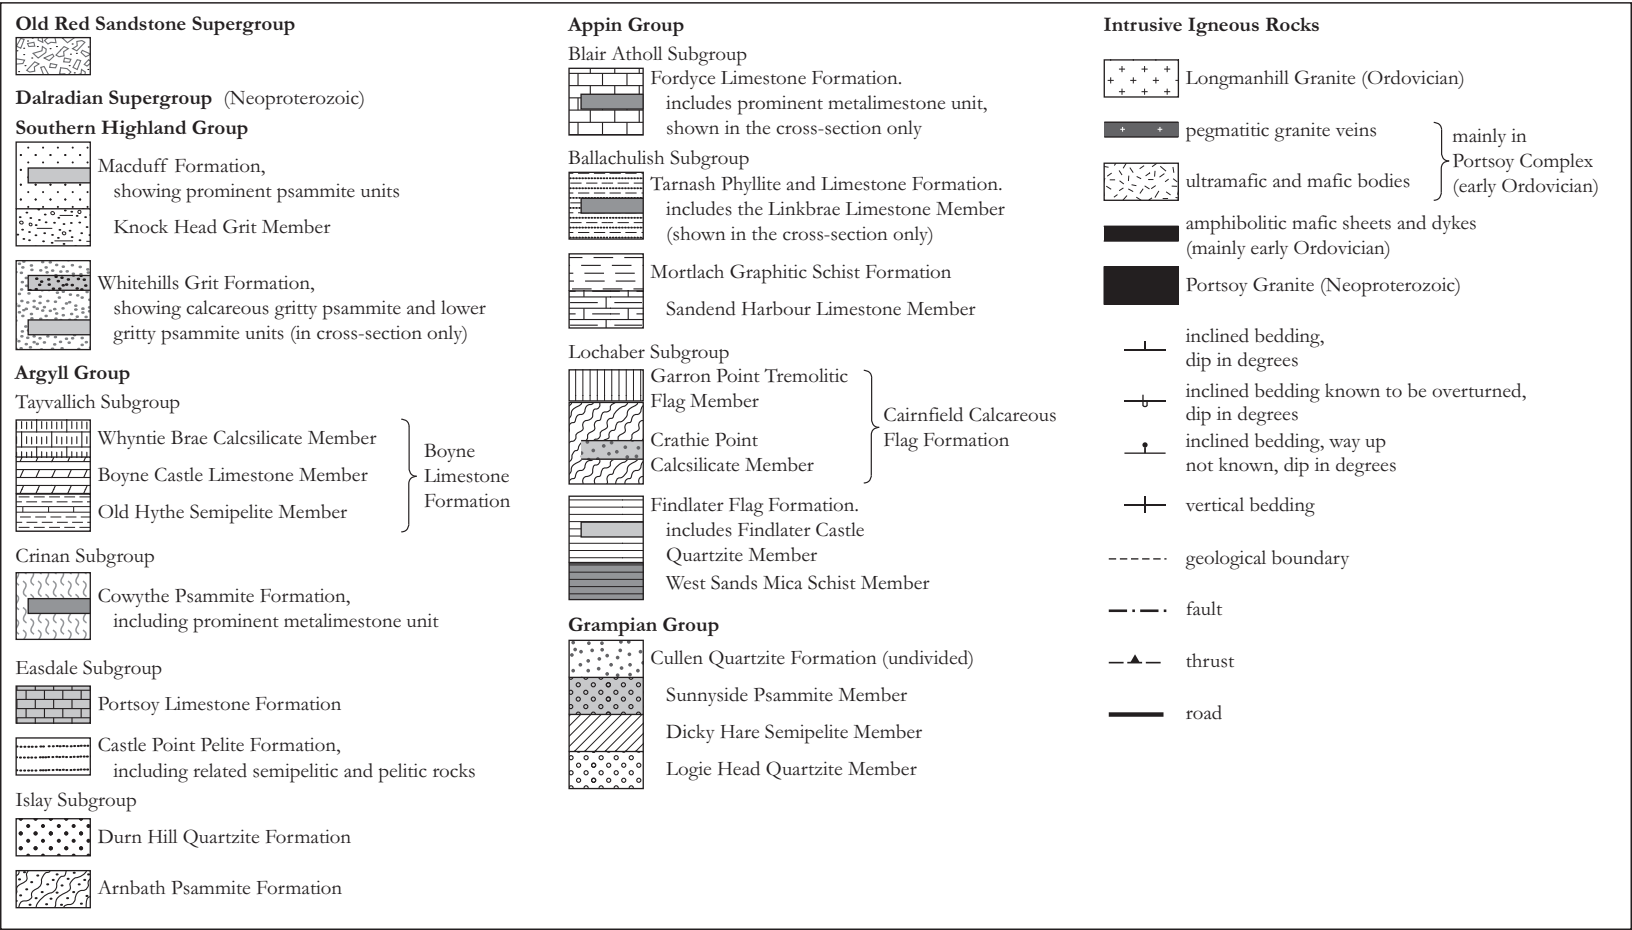 Old Red Sandstone Supergroup
Dalradian Supergroup (Neoproterozoic)
Southern Highland Group
Macduff Formation,
showing prominent psammite units
Knock Head Grit Member
Whitehills Grit Formation,
showing calcareous gritty psammite and lower
gritty psammite units (in cross-section only)
Argyll Group
Tayvallich Subgroup
Whyntie Brae Calcsilicate Member
Boyne Castle Limestone Member
Old Hythe Semipelite Member
Boyne
Limestone
Formation
Crinan Subgroup
Cowythe Psammite Formation,
including prominent metalimestone unit
Easdale Subgroup
Portsoy Limestone Formation
Castle Point Pelite Formation,
including related semipelitic and pelitic rocks
Islay Subgroup
Durn Hill Quartzite Formation
Arnbath Psammite Formation
Appin Group
Blair Atholl Subgroup
Fordyce Limestone Formation.
includes prominent metalimestone unit,
shown in the cross-section only
Ballachulish Subgroup
Tarnash Phyllite and Limestone Formation.
includes the Linkbrae Limestone Member
(shown in the cross-section only)
Mortlach Graphitic Schist Formation
Sandend Harbour Limestone Member
Lochaber Subgroup
Garron Point Tremolitic
Flag Member
Crathie Point
Calcsilicate Member
Cairnfield Calcareous
Flag Formation
Findlater Flag Formation.
includes Findlater Castle
Quartzite Member
West Sands Mica Schist Member
Grampian Group
Cullen Quartzite Formation (undivided)
Sunnyside Psammite Member
Dicky Hare Semipelite Member
Logie Head Quartzite Member
Intrusive Igneous Rocks
Longmanhill Granite (Ordovician)
pegmatitic granite veins
ultramafic and mafic bodies
mainly in
Portsoy Complex
(early Ordovician)
amphibolitic mafic sheets and dykes
(mainly early Ordovician)
Portsoy Granite (Neoproterozoic)
inclined bedding,
dip in degrees
inclined bedding known to be overturned,
dip in degrees
inclined bedding, way up
not known, dip in degrees
vertical bedding
geological boundary
fault
thrust
road